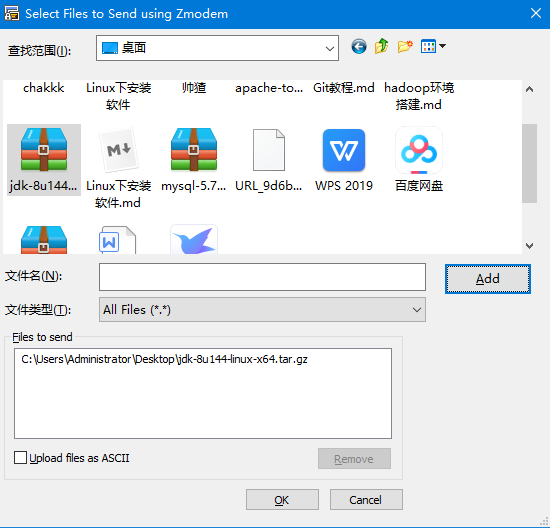 Select Files to Send using Zmodem
查找范围(I):
桌面
chakkk
Linux下安装
软件
帅猹
apache-to...
Git教程.md
hadoop环境
搭建.md
jdk-8u144...
Linux下安装
软件.md
mysql-5.7...
URL_9d6b...
WPS 2019
百度网盘
文件名(N):
Add
文件类型(T):
All Files (*.*)
Files to send
C:\Users\Administrator\Desktop\jdk-8u144-linux-x64.tar.gz
Upload files as ASCII
Remove
OK
Cancel